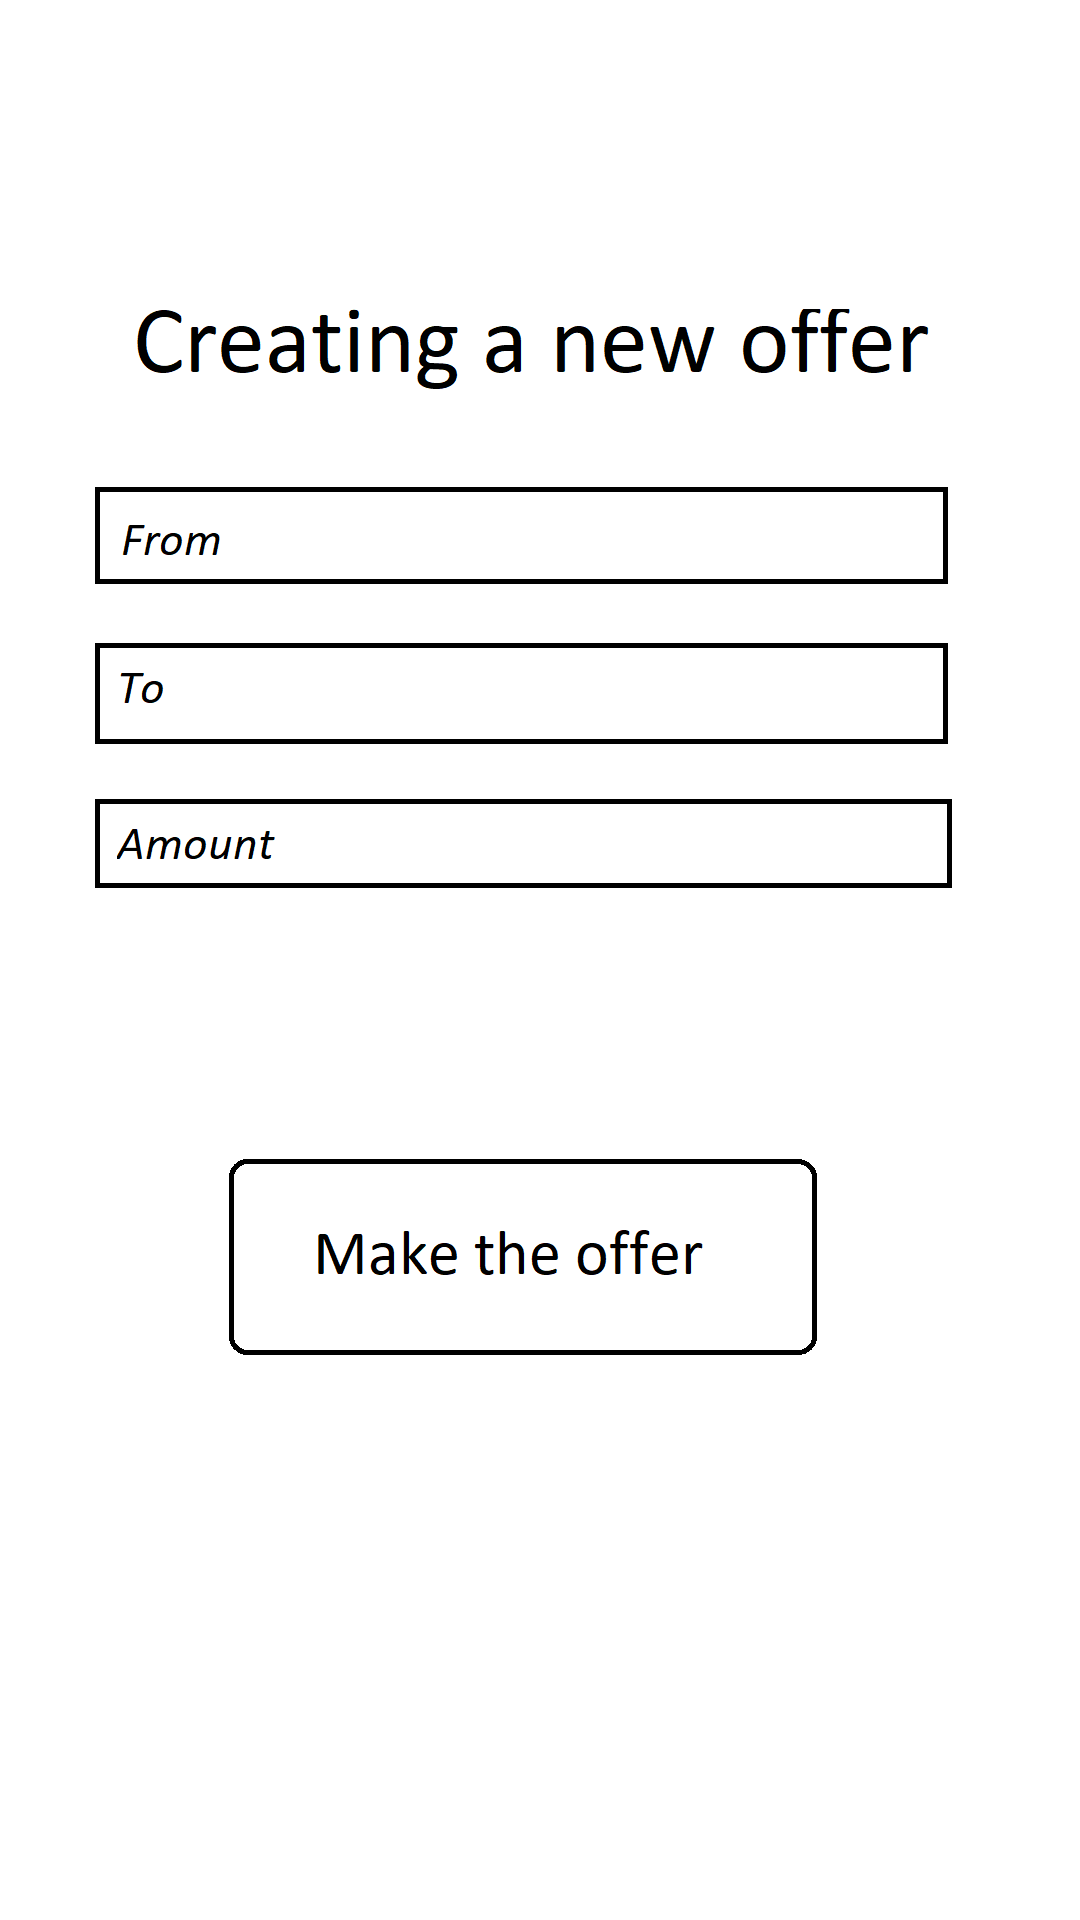 Creating a new offer
From
To
Amount
Make the offer